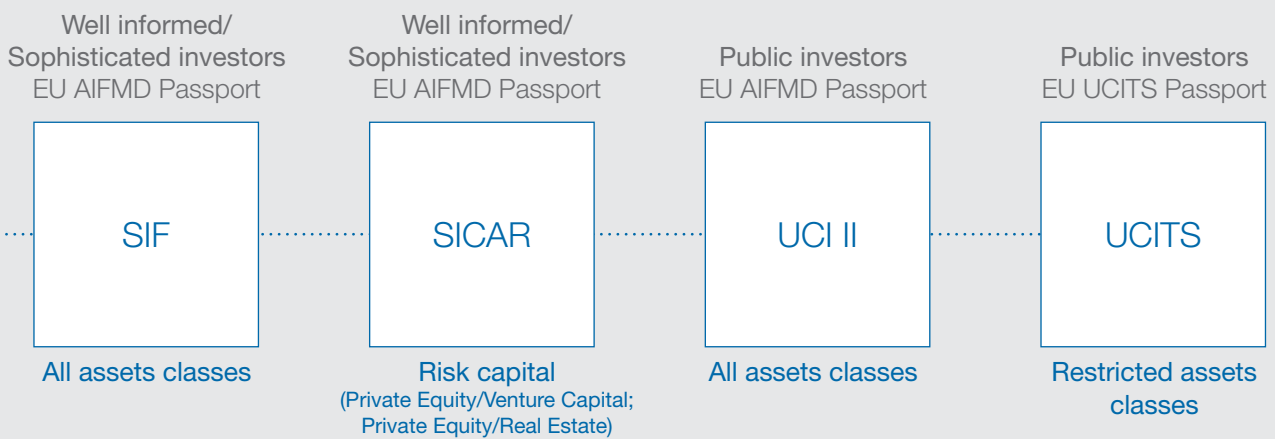 Well informed/
Sophisticated investors
EU AIFMD Passport
SIF
All assets classes
Well informed/
Sophisticated investors
EU AIFMD Passport
SICAR
Risk capital
(Private Equity/Venture Capital;
Private Equity/Real Estate)
Public investors
EU AIFMD Passport
UCI II
All assets classes
Public investors
EU UCITS Passport
UCITS
Restricted assets
classes